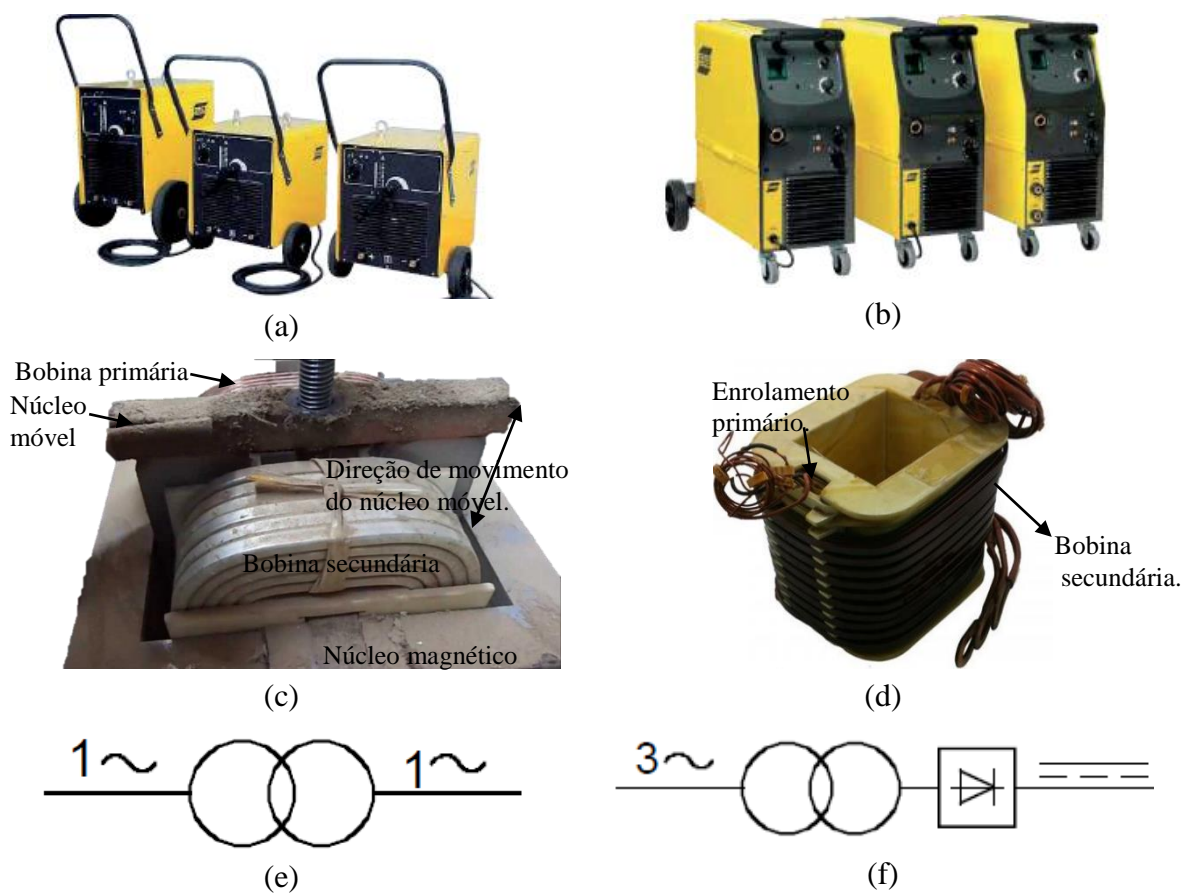 (a)
(b)
Bobina primária
Núcleo
móvel
Direção de movimento
do núcleo móvel.
Bobina secundária
Núcleo magnético
(c)
Enrolamento
primário.
Bobina
secundária.
(d)
1
1
(e)
3
(f)